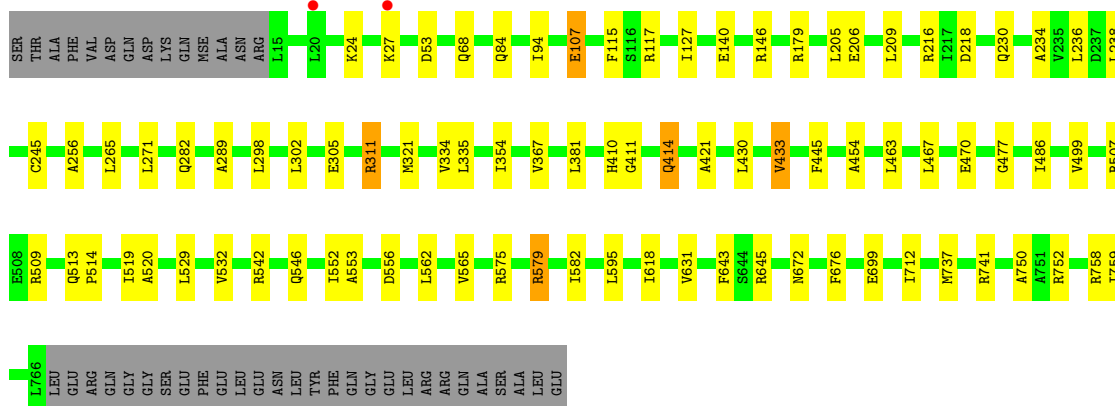 SER THR ALA PHE VAL ASP GLN ASP LYS GLN MSE ALA ASN ARG L15 L20 K24 K27 D53 Q68 Q84 I94 E107 F115 S116 R117 I127 E140 R146 R179 L205 E206 L209 R216 I217 D218 Q230 A234 V235 L236 D237 L238
C245 A256 L265 L271 Q282 A289 L298 L302 E305 R311 M321 V334 L335 I354 V367 L381 H410 G411 Q414 A421 L430 V433 F445 A454 L463 L467 E470 G477 I486 V499 R507
E508 R509 Q513 P514 I519 A520 L529 V532 R542 Q546 I552 A553 D556 L562 V565 R575 R579 I582 L595 I618 V631 F643 S644 R645 N672 F676 E699 I712 M737 R741 A750 A751 R752 R758
L766 LEU GLU ARG GLN GLY GLY SER GLU PHE GLU LEU GLU ASN LEU TYR PHE GLN GLY GLU LEU ARG ARG GLN ALA SER ALA LEU GLU